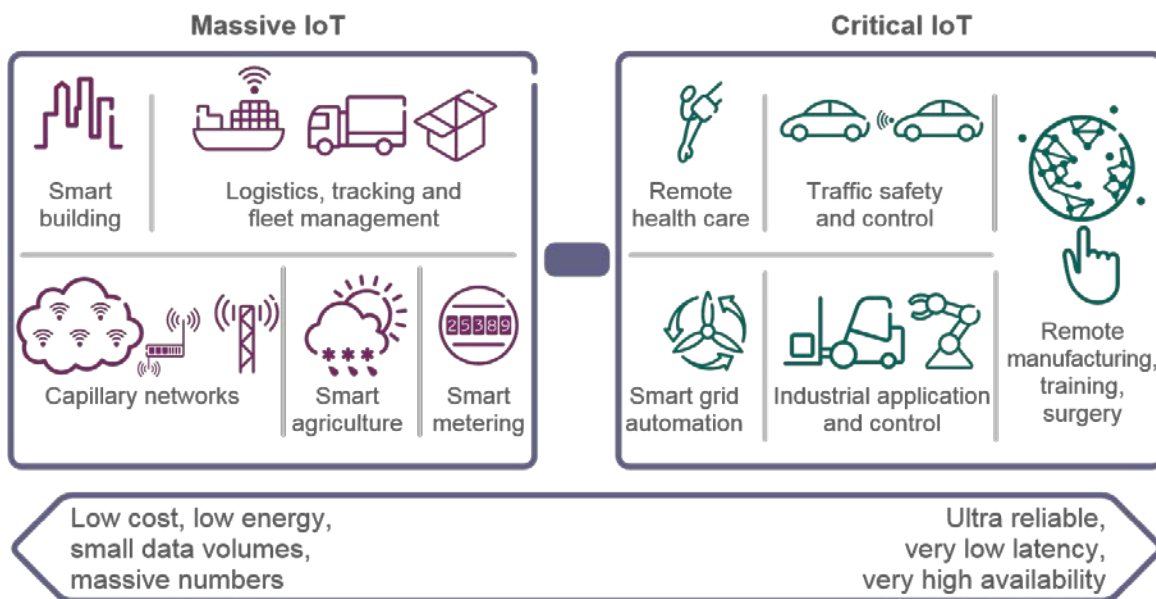 Massive IoT
Critical IoT
Smart
building
Logistics, tracking and
fleet management
Capillary networks
Smart
agriculture
25389
Smart
metering
Remote
health care
Traffic safety
and control
Smart grid
automation
Industrial application
and control
Remote
manufacturing,
training,
surgery
Low cost, low energy,
small data volumes,
massive numbers
Ultra reliable,
very low latency,
very high availability